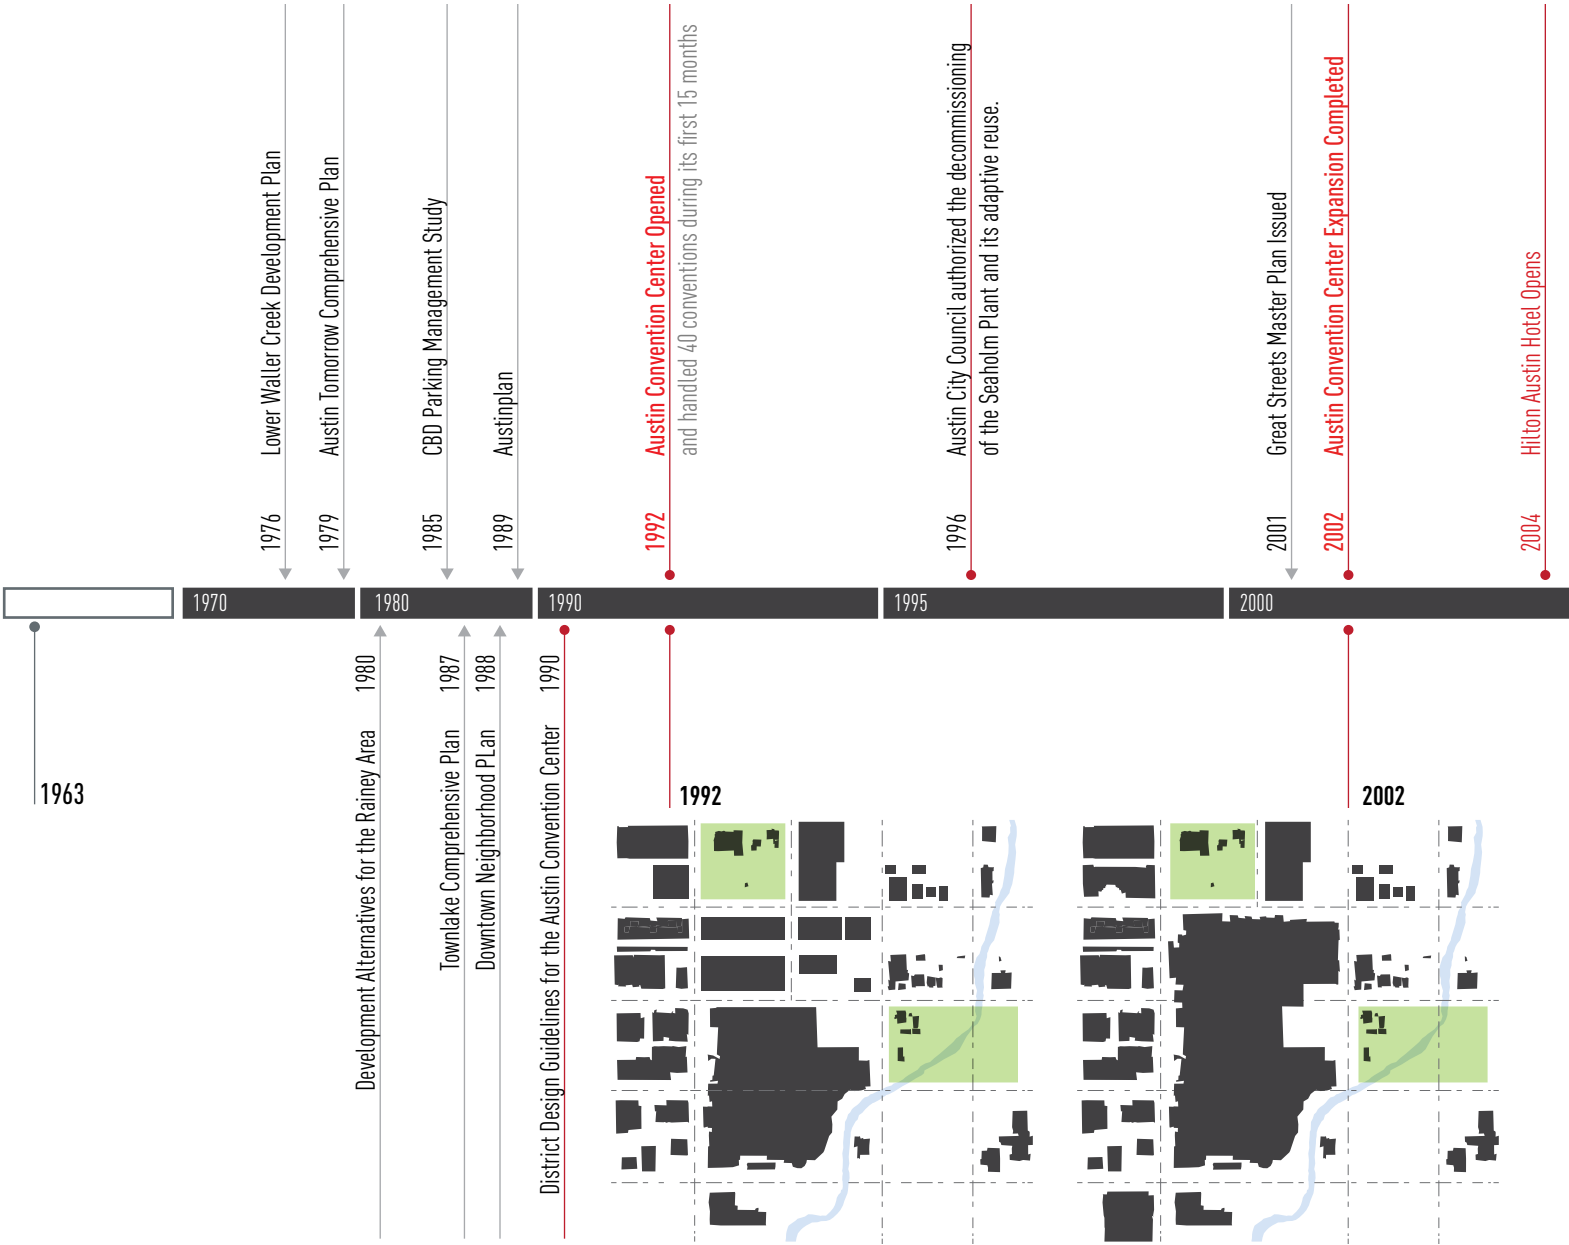 1976
Lower Waller Creek Development Plan
1979
Austin Tomorrow Comprehensive Plan
1985
CBD Parking Management Study
1989
Austinplan
1992
Austin Convention Center Opened
and handled 40 conventions during its first 15 months
1996
Austin City Council authorized the decommissioning
of the Seaholm Plant and its adaptive reuse.
2001
Great Streets Master Plan Issued
2002
Austin Convention Center Expansion Completed
2004
Hilton Austin Hotel Opens
1970
1980
1990
1995
2000
1963
1980
Development Alternatives for the Rainey Area
1987
Townlake Comprehensive Plan
1988
Downtown Neighborhood PLan
1990
District Design Guidelines for the Austin Convention Center
1992
2002